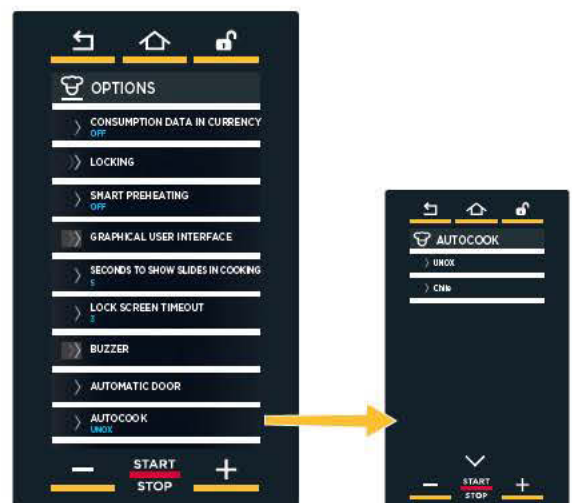 OPTIONS
CONSUMPTION DATA IN CURRENCY
OFF
LOCKING
SMART PREHEATING
OFF
GRAPHICAL USER INTERFACE
SECONDS TO SHOW SLIDES IN COOKING
5
LOCK SCREEN TIMEOUT
3
BUZZER
AUTOMATIC DOOR
AUTOCOOK
UNOX
START
STOP
AUTOCOOK
UNOX
Chile
START
STOP